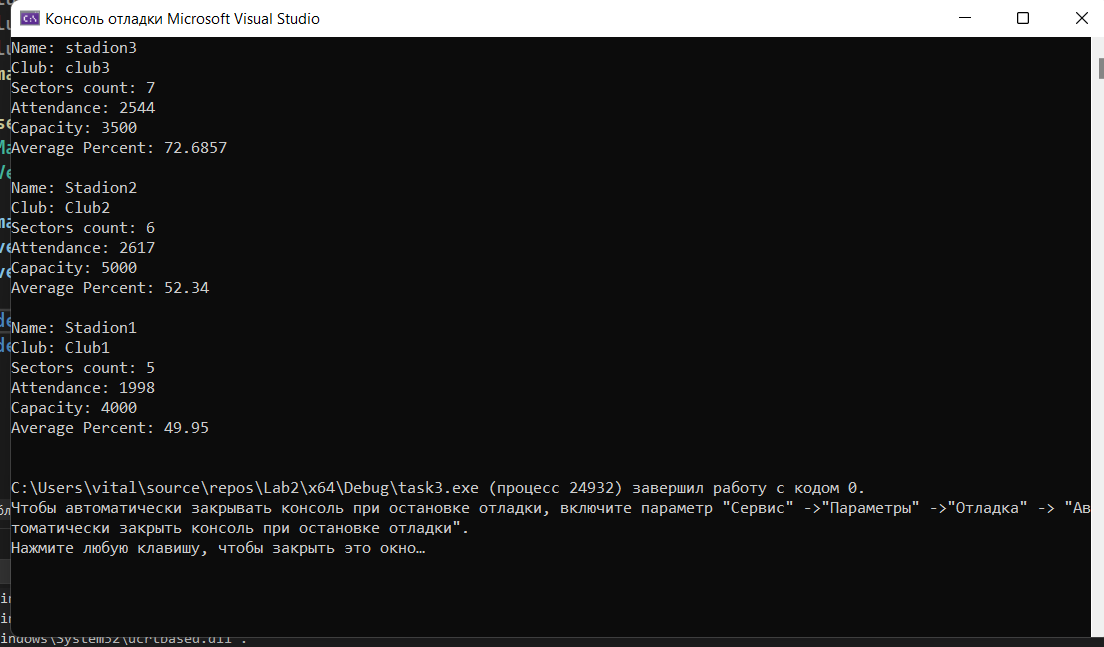 Консоль отладки Microsoft Visual Studio
Name: stadion3
Club: club3
Sectors count: 7
Attendance: 2544
Capacity: 3500
Average Percent: 72.6857
Name: Stadion2
Club: Club2
Sectors count: 6
Attendance: 2617
Capacity: 5000
Average Percent: 52.34
Name: Stadion1
Club: Club1
Sectors count: 5
Attendance: 1998
Capacity: 4000
Average Percent: 49.95
C:\Users\vital\source\repos\Lab2\x64\Debug\task3.exe (процесс 24932) завершил работу с кодом 0.
Чтобы автоматически закрывать консоль при остановке отладки, включите параметр "Сервис" ->"Параметры" ->"Отладка" -> "Ав
томатически закрыть консоль при остановке отладки".
Нажмите любую клавишу, чтобы закрыть это окно…
indows\System32\ucrtbased.dll'.